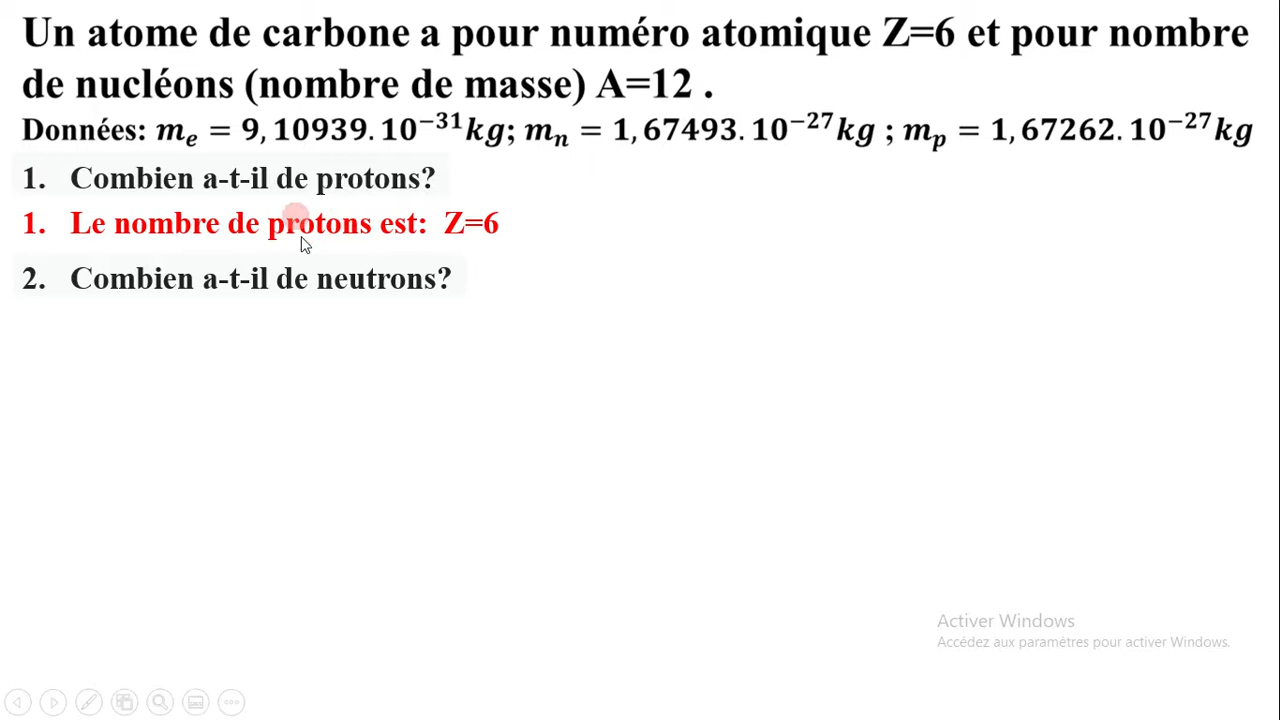 Un atome de carbone a pour numéro atomique Z=6 et pour nombre
de nucléons (nombre de masse) A=12 .
Données: mₑ = 9, 10939. 10⁻³¹kg; mₙ = 1, 67493. 10⁻²⁷kg ; mₚ = 1, 67262. 10⁻²⁷kg
1. Combien a-t-il de protons?
1. Le nombre de protons est: Z=6
2. Combien a-t-il de neutrons?
Activer Windows
Accédez aux paramètres pour activer Windows.